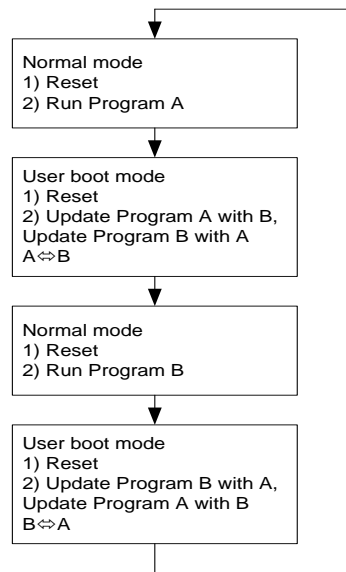 Normal mode
1) Reset
2) Run Program A
User boot mode
1) Reset
2) Update Program A with B,
Update Program B with A
A⇔B
Normal mode
1) Reset
2) Run Program B
User boot mode
1) Reset
2) Update Program B with A,
Update Program A with B
B⇔A